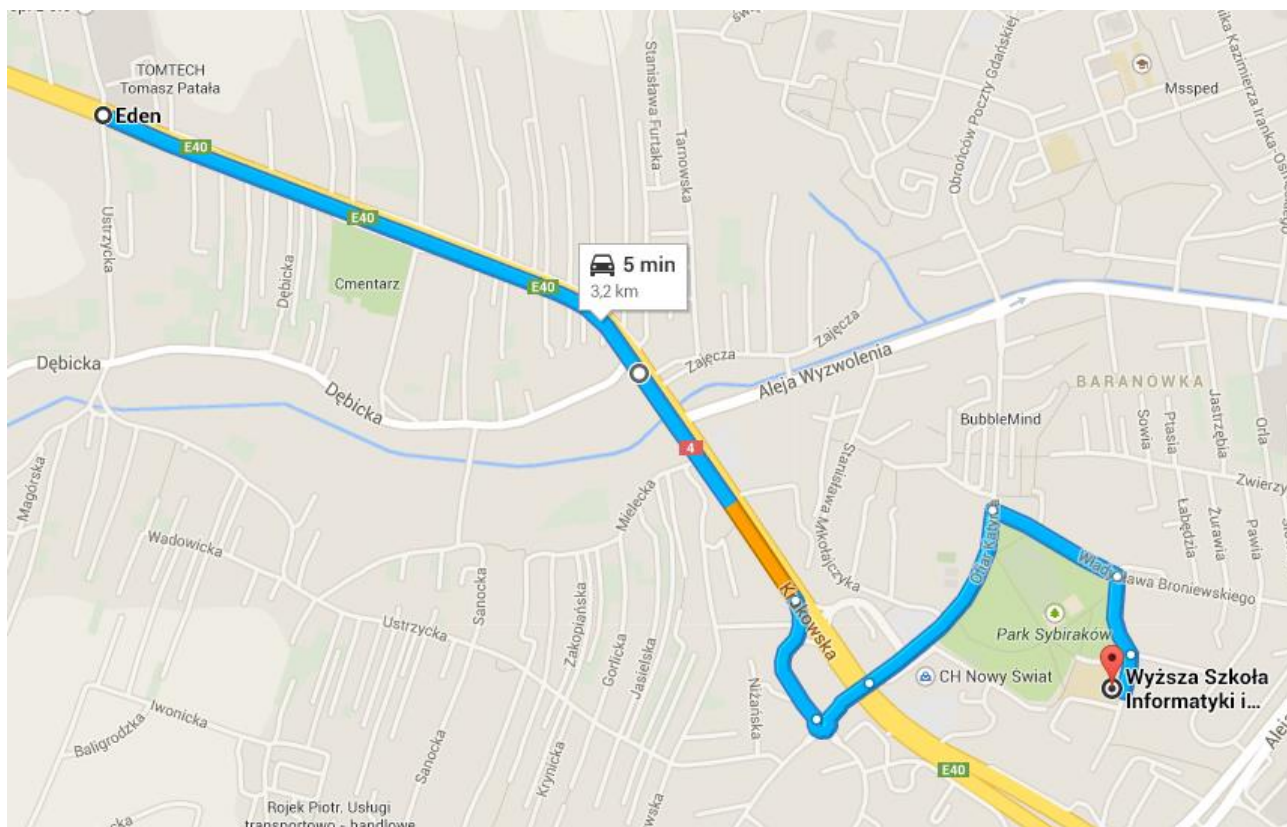 TOMTECH
Tomasz Patała
Eden
E40
E40
E40
Ustrzycka
Dębicka
Cmentarz
Stanisława Furtaka
Tarnowska
Obrońców Poczty Gdańskiej
Mssped
5 min
3,2 km
Dębicka
Dębicka
Zajęcza
Zajęcza
Aleja Wyzwolenia
BARANÓWKA
BubbleMind
Sowia
Ptasia
Jastrzębia
Orla
Zwierzy
Łabędzia
Żurawia
Pawia
4
Magórska
Wadowicka
Sanocka
Mielecka
Stanisława Mikołajczyka
Ofiar Katynia
Władysława Broniewskiego
Krakowska
Ustrzycka
Zakopiańska
Gorlicka
Jasielska
Park Sybiraków
CH Nowy Świat
Wyższa Szkoła
Informatyki i...
Niżańska
Iwonicka
Baligrodzka
Sanocka
Krynicka
E40
Rojek Piotr. Usługi
transportowo - handlowe